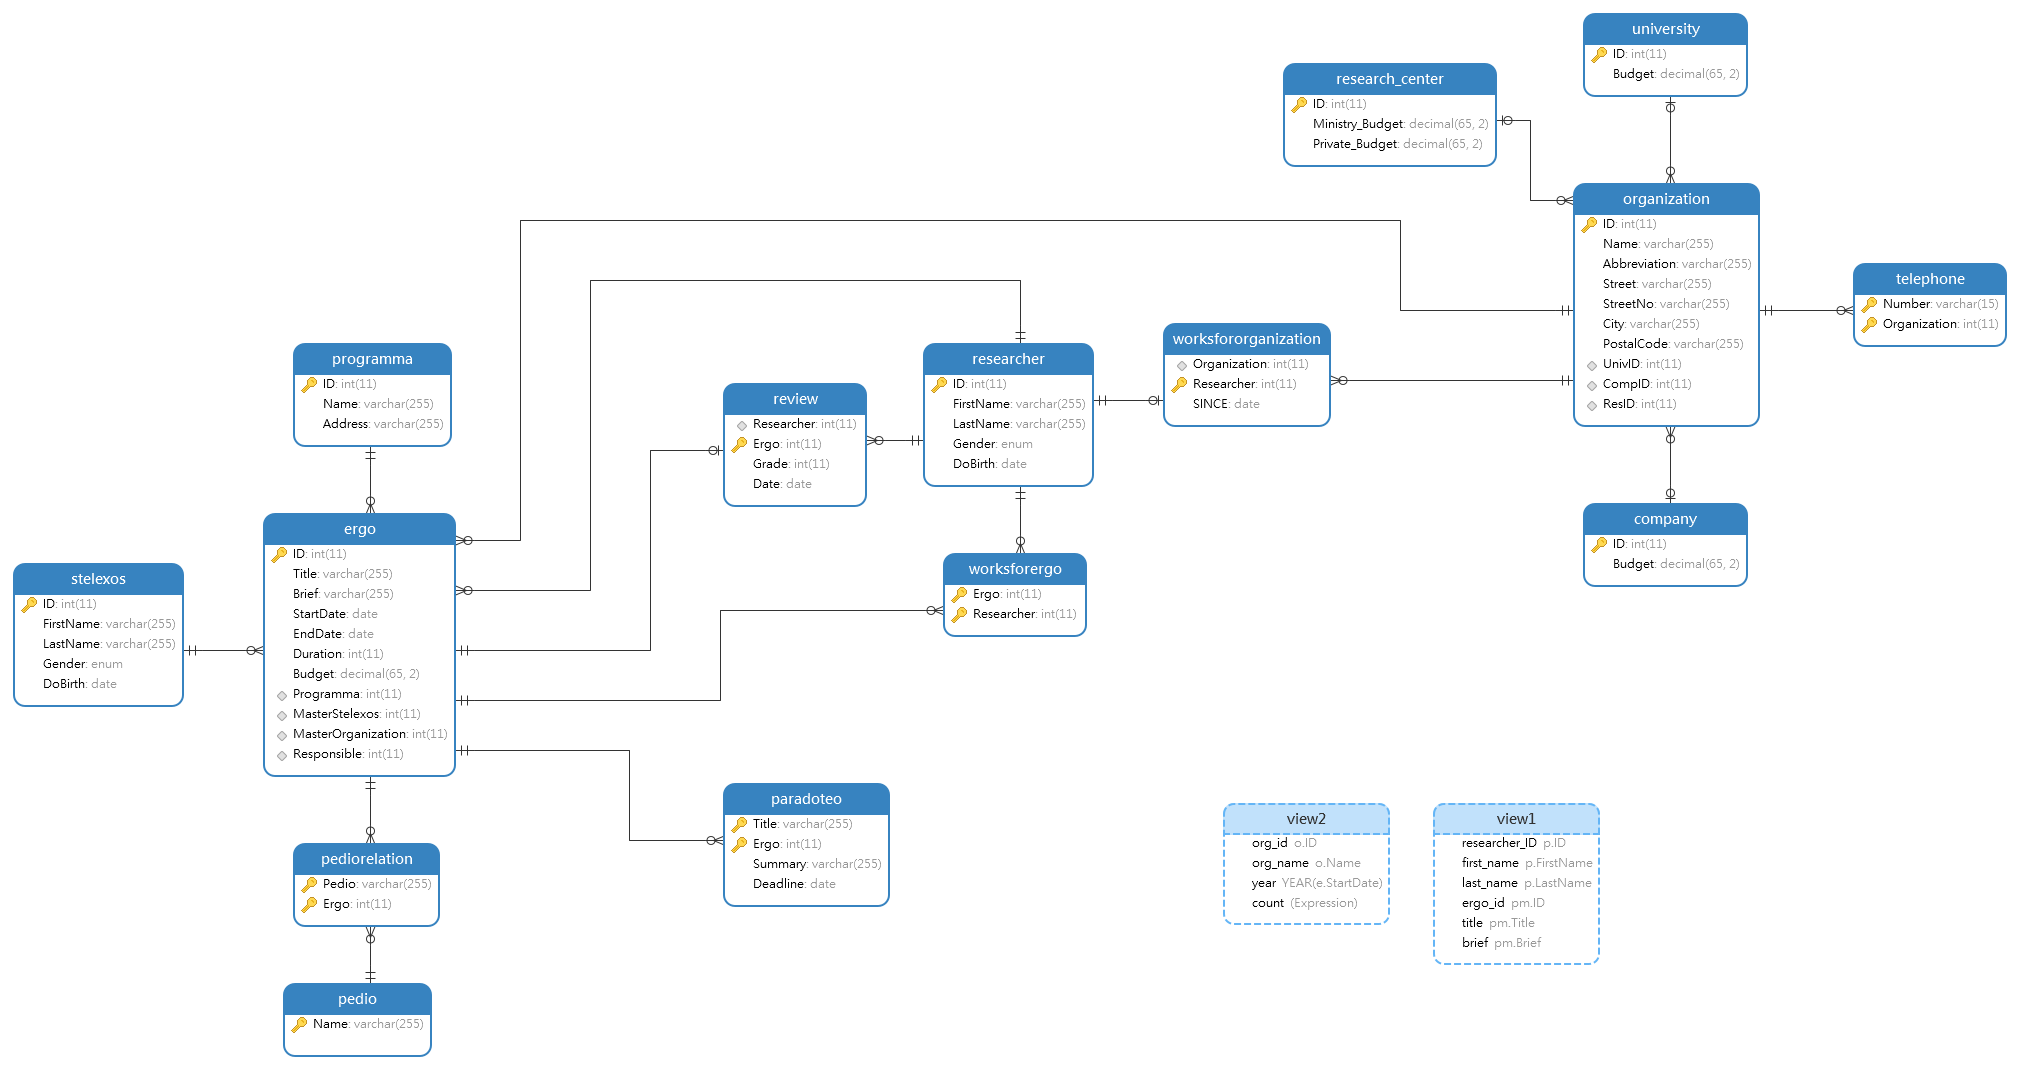 university
ID: int(11)
Budget: decimal(65, 2)
research_center
ID: int(11)
Ministry_Budget: decimal(65, 2)
Private_Budget: decimal(65, 2)
organization
ID: int(11)
Name: varchar(255)
Abbreviation: varchar(255)
Street: varchar(255)
StreetNo: varchar(255)
City: varchar(255)
PostalCode: varchar(255)
UnivID: int(11)
CompID: int(11)
ResID: int(11)
telephone
Number: varchar(15)
Organization: int(11)
worksfororganization
Organization: int(11)
Researcher: int(11)
SINCE: date
researcher
ID: int(11)
FirstName: varchar(255)
LastName: varchar(255)
Gender: enum
DoBirth: date
programma
ID: int(11)
Name: varchar(255)
Address: varchar(255)
review
Researcher: int(11)
Ergo: int(11)
Grade: int(11)
Date: date
company
ID: int(11)
Budget: decimal(65, 2)
ergo
ID: int(11)
Title: varchar(255)
Brief: varchar(255)
StartDate: date
EndDate: date
Duration: int(11)
Budget: decimal(65, 2)
Programma: int(11)
MasterStelexos: int(11)
MasterOrganization: int(11)
Responsible: int(11)
stelexos
ID: int(11)
FirstName: varchar(255)
LastName: varchar(255)
Gender: enum
DoBirth: date
worksforergo
Ergo: int(11)
Researcher: int(11)
paradoteo
Title: varchar(255)
Ergo: int(11)
Summary: varchar(255)
Deadline: date
view2
org_id o.ID
org_name o.Name
year YEAR(e.StartDate)
count (Expression)
view1
researcher_ID p.ID
first_name p.FirstName
last_name p.LastName
ergo_id pm.ID
title pm.Title
brief pm.Brief
pediorelation
Pedio: varchar(255)
Ergo: int(11)
pedio
Name: varchar(255)